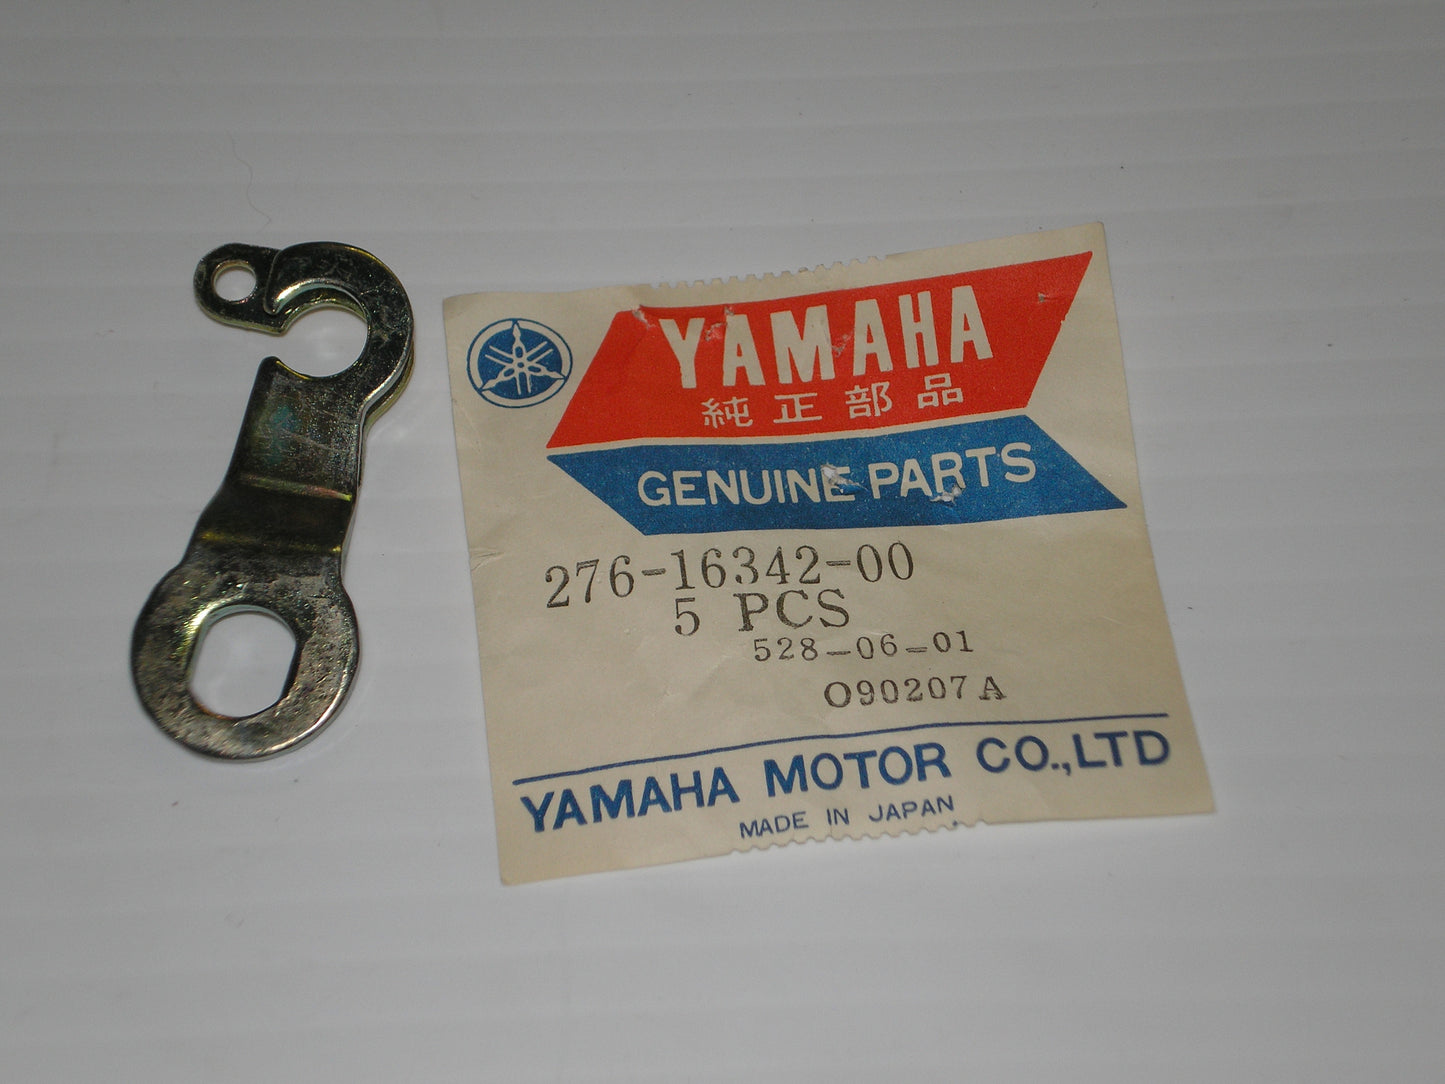 YAMAHA
純正部品
GENUINE PARTS
276-16342-00
5 PCS
528-06-01
O90207A
YAMAHA MOTOR CO.,LTD
MADE IN JAPAN.